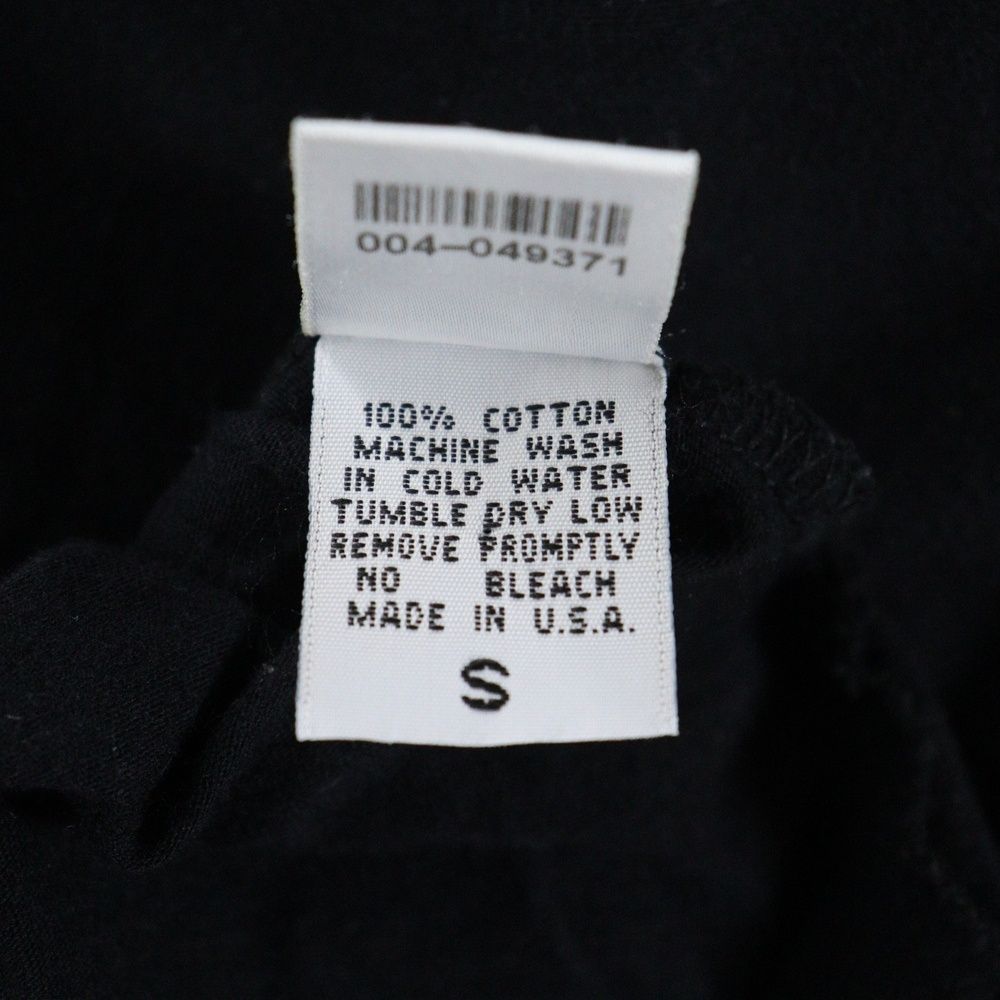 004-049371
100% COTTON
MACHINE WASH
IN COLD WATER
TUMBLE DRY LOW
REMOVE PROMPTLY
NO BLEACH
MADE IN U.S.A.
S